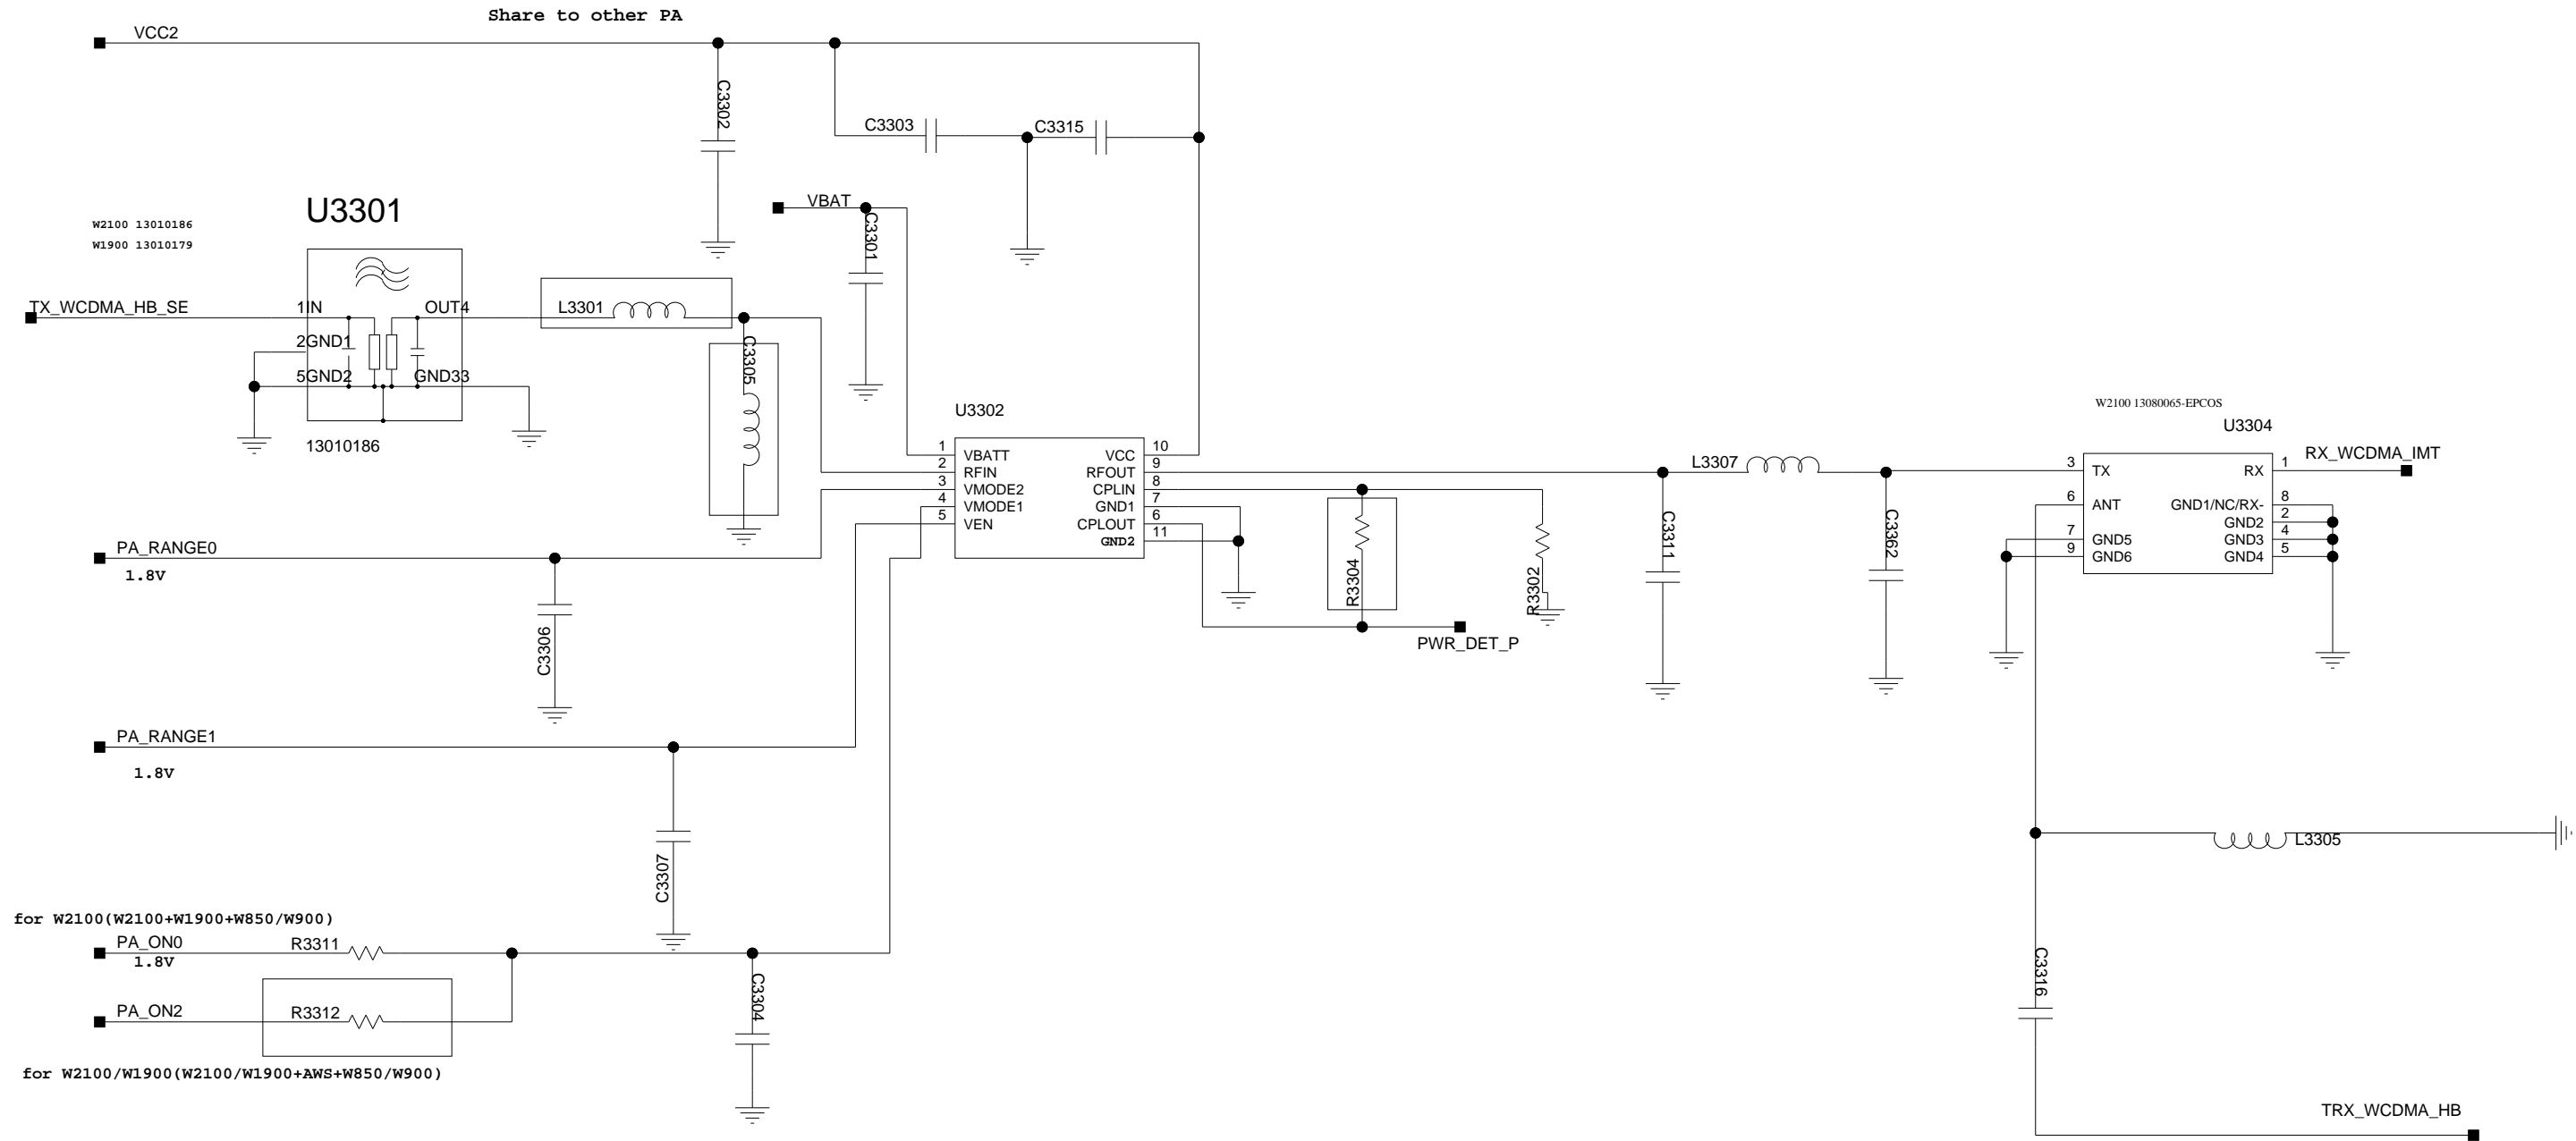 Share to other PA
VCC2
C3302
C3303
C3315
VBAT
C3301
U3301
W2100 13010186
W1900 13010179
TX_WCDMA_HB_SE
1IN
OUT4
2GND1
5GND2
GND33
13010186
L3301
C3305
U3302
1 VBATT
2 RFIN
3 VMODE2
4 VMODE1
5 VEN
VCC 10
RFOUT 9
CPLIN 8
GND1 7
CPLOUT 6
GND2 11
R3304
R3302
PWR_DET_P
C3311
L3307
C3362
W2100 13080065-EPCOS
U3304
RX_WCDMA_IMT
3 TX
6 ANT
7 GND5
9 GND6
RX 1
GND1/NC/RX- 8
GND2 2
GND3 4
GND4 5
PA_RANGE0
1.8V
C3306
PA_RANGE1
1.8V
C3307
L3305
for W2100(W2100+W1900+W850/W900)
PA_ON0
1.8V
R3311
PA_ON2
R3312
C3304
for W2100/W1900(W2100/W1900+AWS+W850/W900)
C3316
TRX_WCDMA_HB